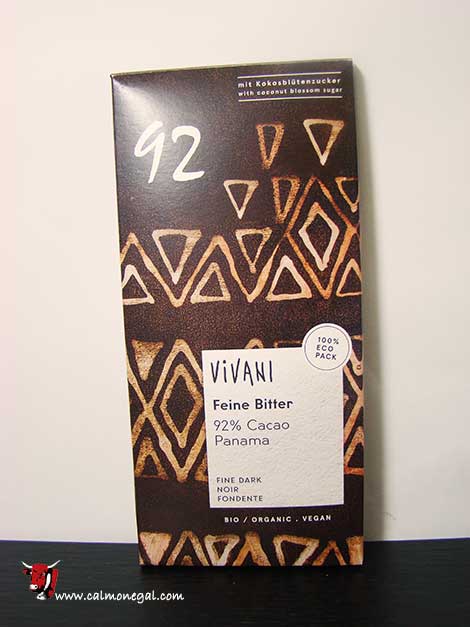 mit Kokosblütenzucker
with coconut blossom sugar
92
100%
ECO
PACK
ViVANI
Feine Bitter
92% Cacao
Panama
FINE DARK
NOIR
FONDENTE
BIO / ORGANIC . VEGAN
www.calmonegal.com